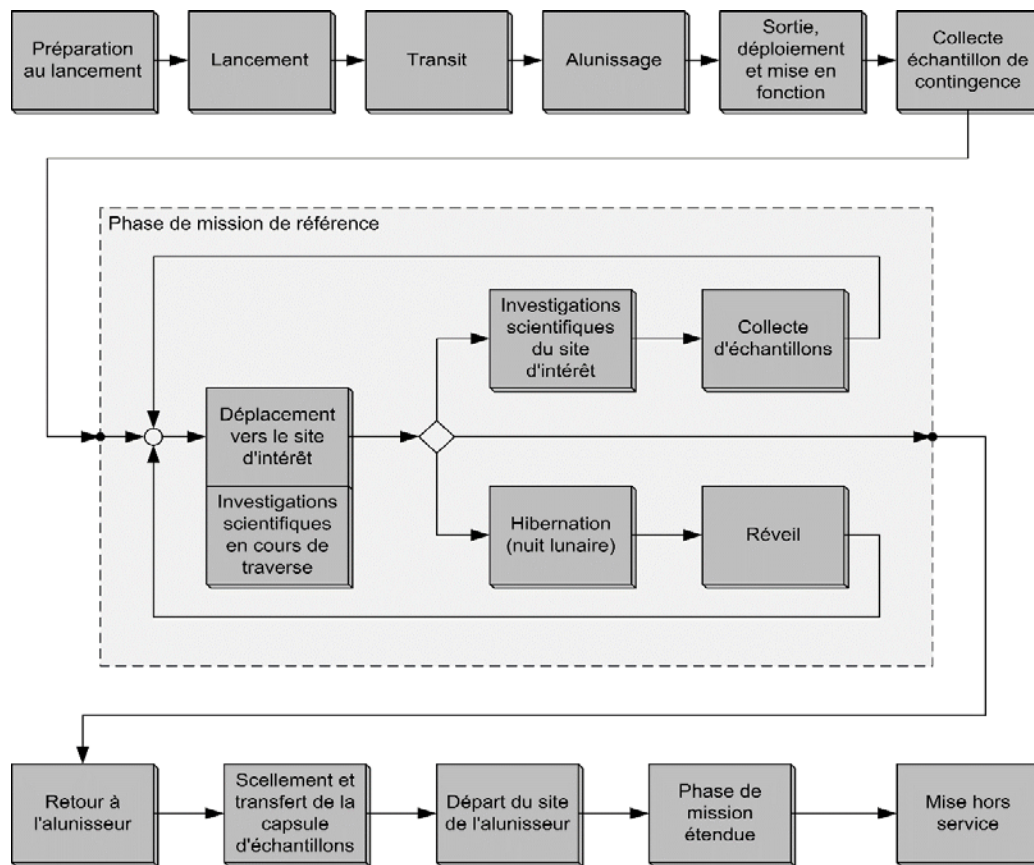 Préparation
au lancement
Lancement
Transit
Alunissage
Sortie,
déploiement
et mise en
fonction
Collecte
échantillon de
contingence
Phase de mission de référence
Investigations
scientifiques
du site
d'intérêt
Collecte
d'échantillons
Déplacement
vers le site
d'intérêt
Investigations
scientifiques
en cours de
traverse
Hibernation
(nuit lunaire)
Réveil
Retour à
l'alunisseur
Scellement et
transfert de la
capsule
d'échantillons
Départ du site
de l'alunisseur
Phase de
mission
étendue
Mise hors
service